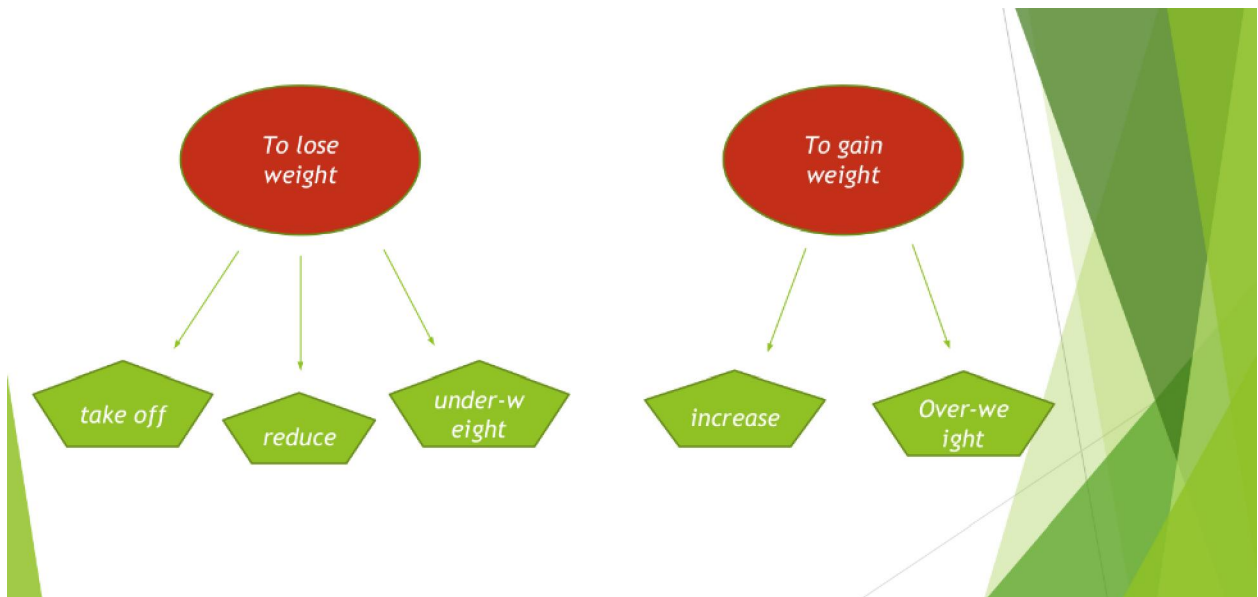 To lose
weight
To gain
weight
take off
reduce
under-w
eight
increase
Over-we
ight